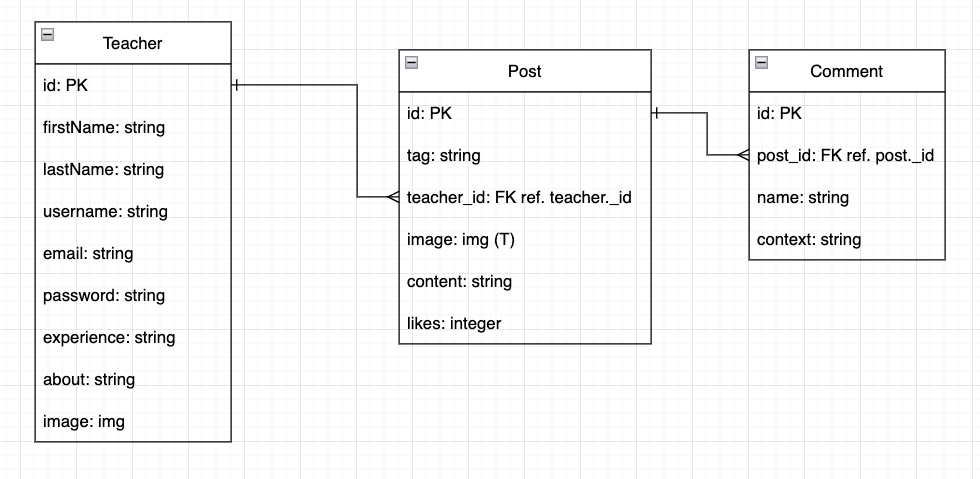 Teacher
id: PK
firstName: string
lastName: string
username: string
email: string
password: string
experience: string
about: string
image: img
Post
id: PK
tag: string
teacher_id: FK ref. teacher._id
image: img (T)
content: string
likes: integer
Comment
id: PK
post_id: FK ref. post._id
name: string
context: string